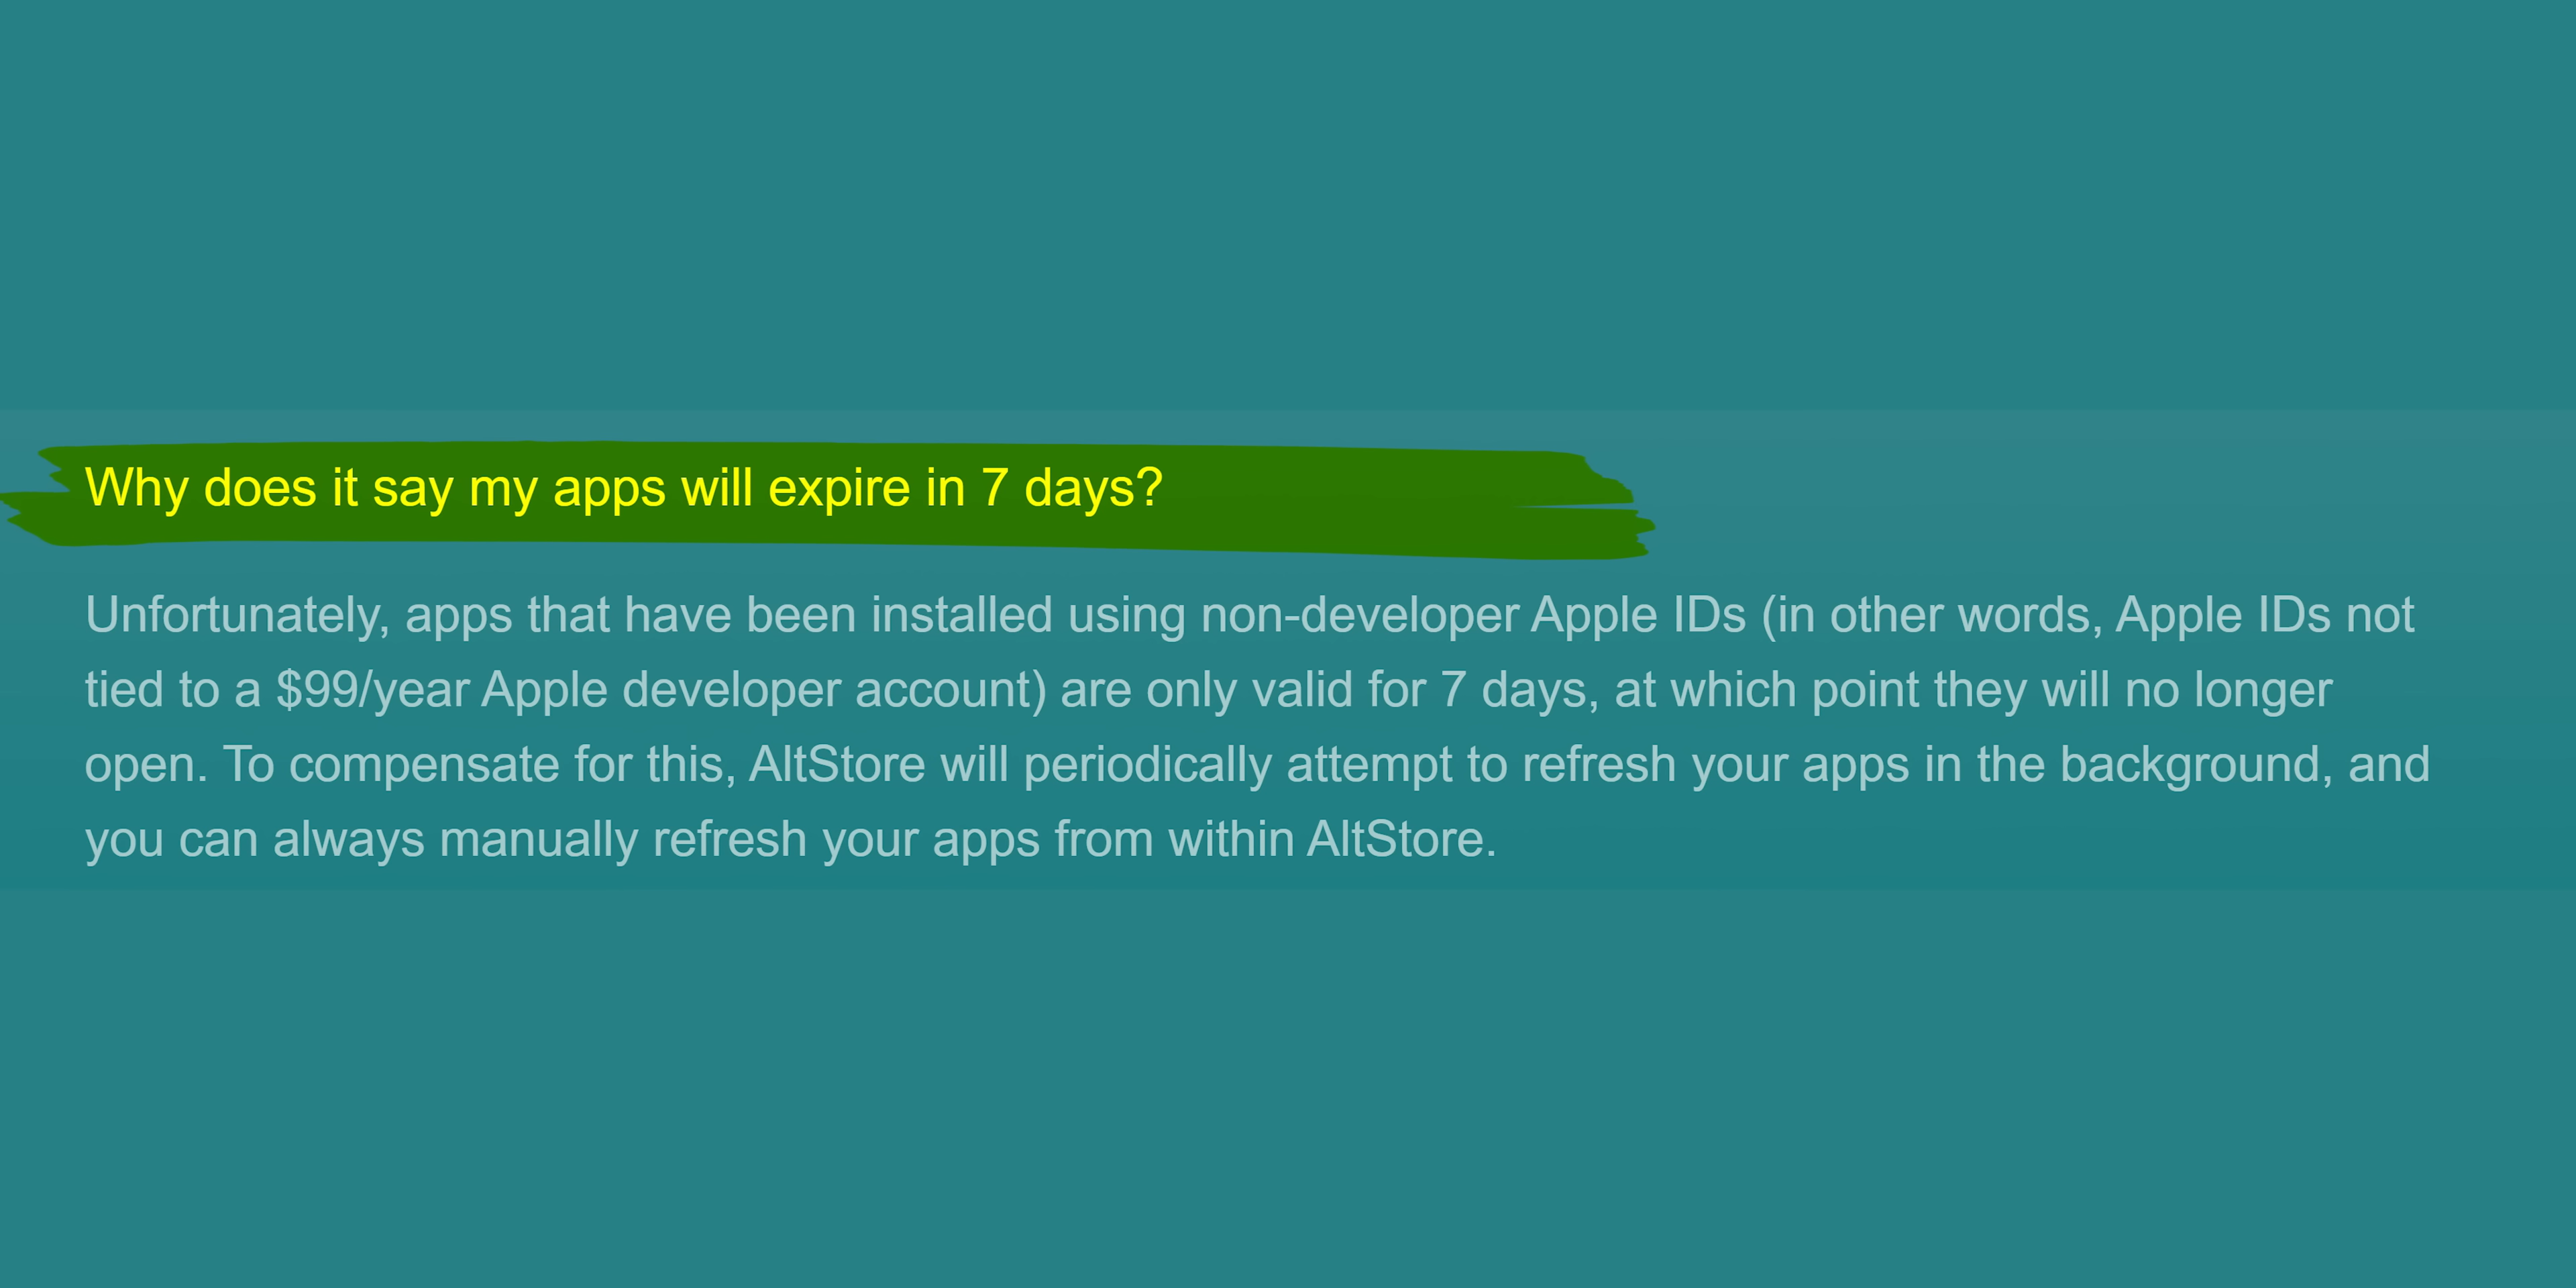 Why does it say my apps will expire in 7 days?
Unfortunately, apps that have been installed using non-developer Apple IDs (in other words, Apple IDs not
tied to a $99/year Apple developer account) are only valid for 7 days, at which point they will no longer
open. To compensate for this, AltStore will periodically attempt to refresh your apps in the background, and
you can always manually refresh your apps from within AltStore.